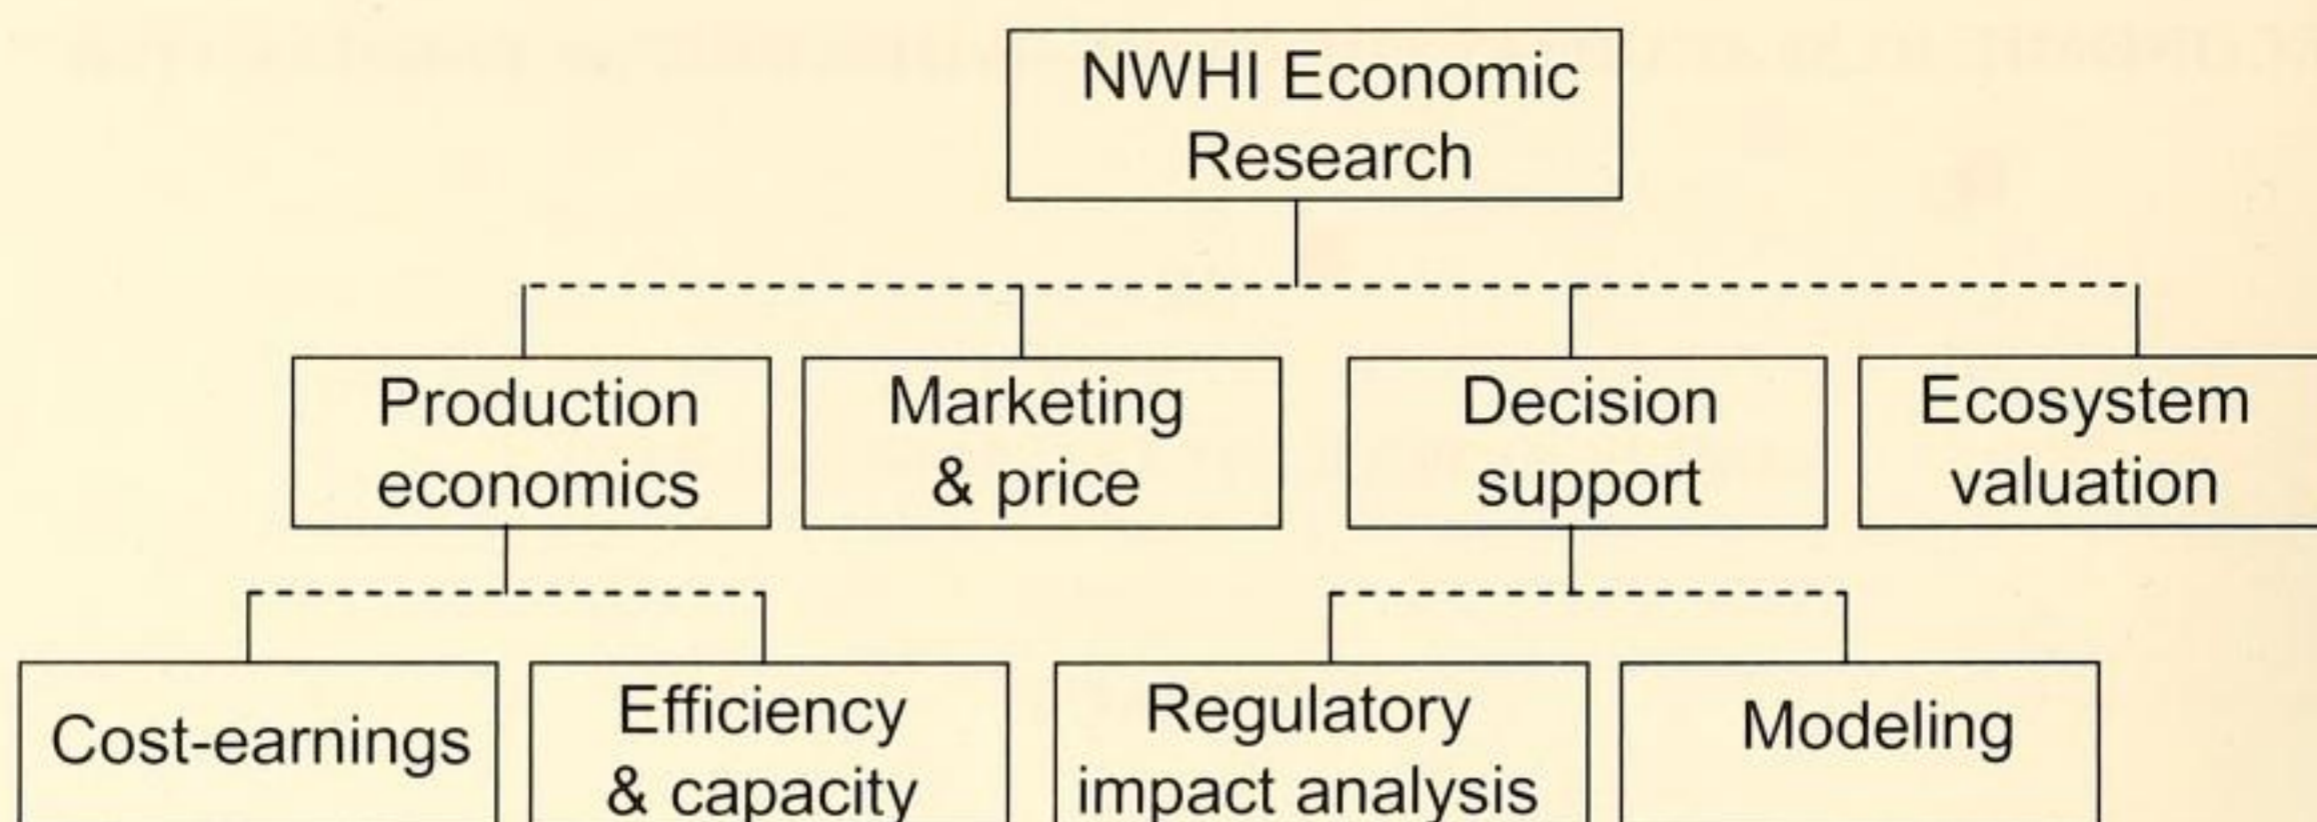 NWHI Economic
Research
Production
economics
Marketing
& price
Decision
support
Ecosystem
valuation
Cost-earnings
Efficiency
& capacity
Regulatory
impact analysis
Modeling